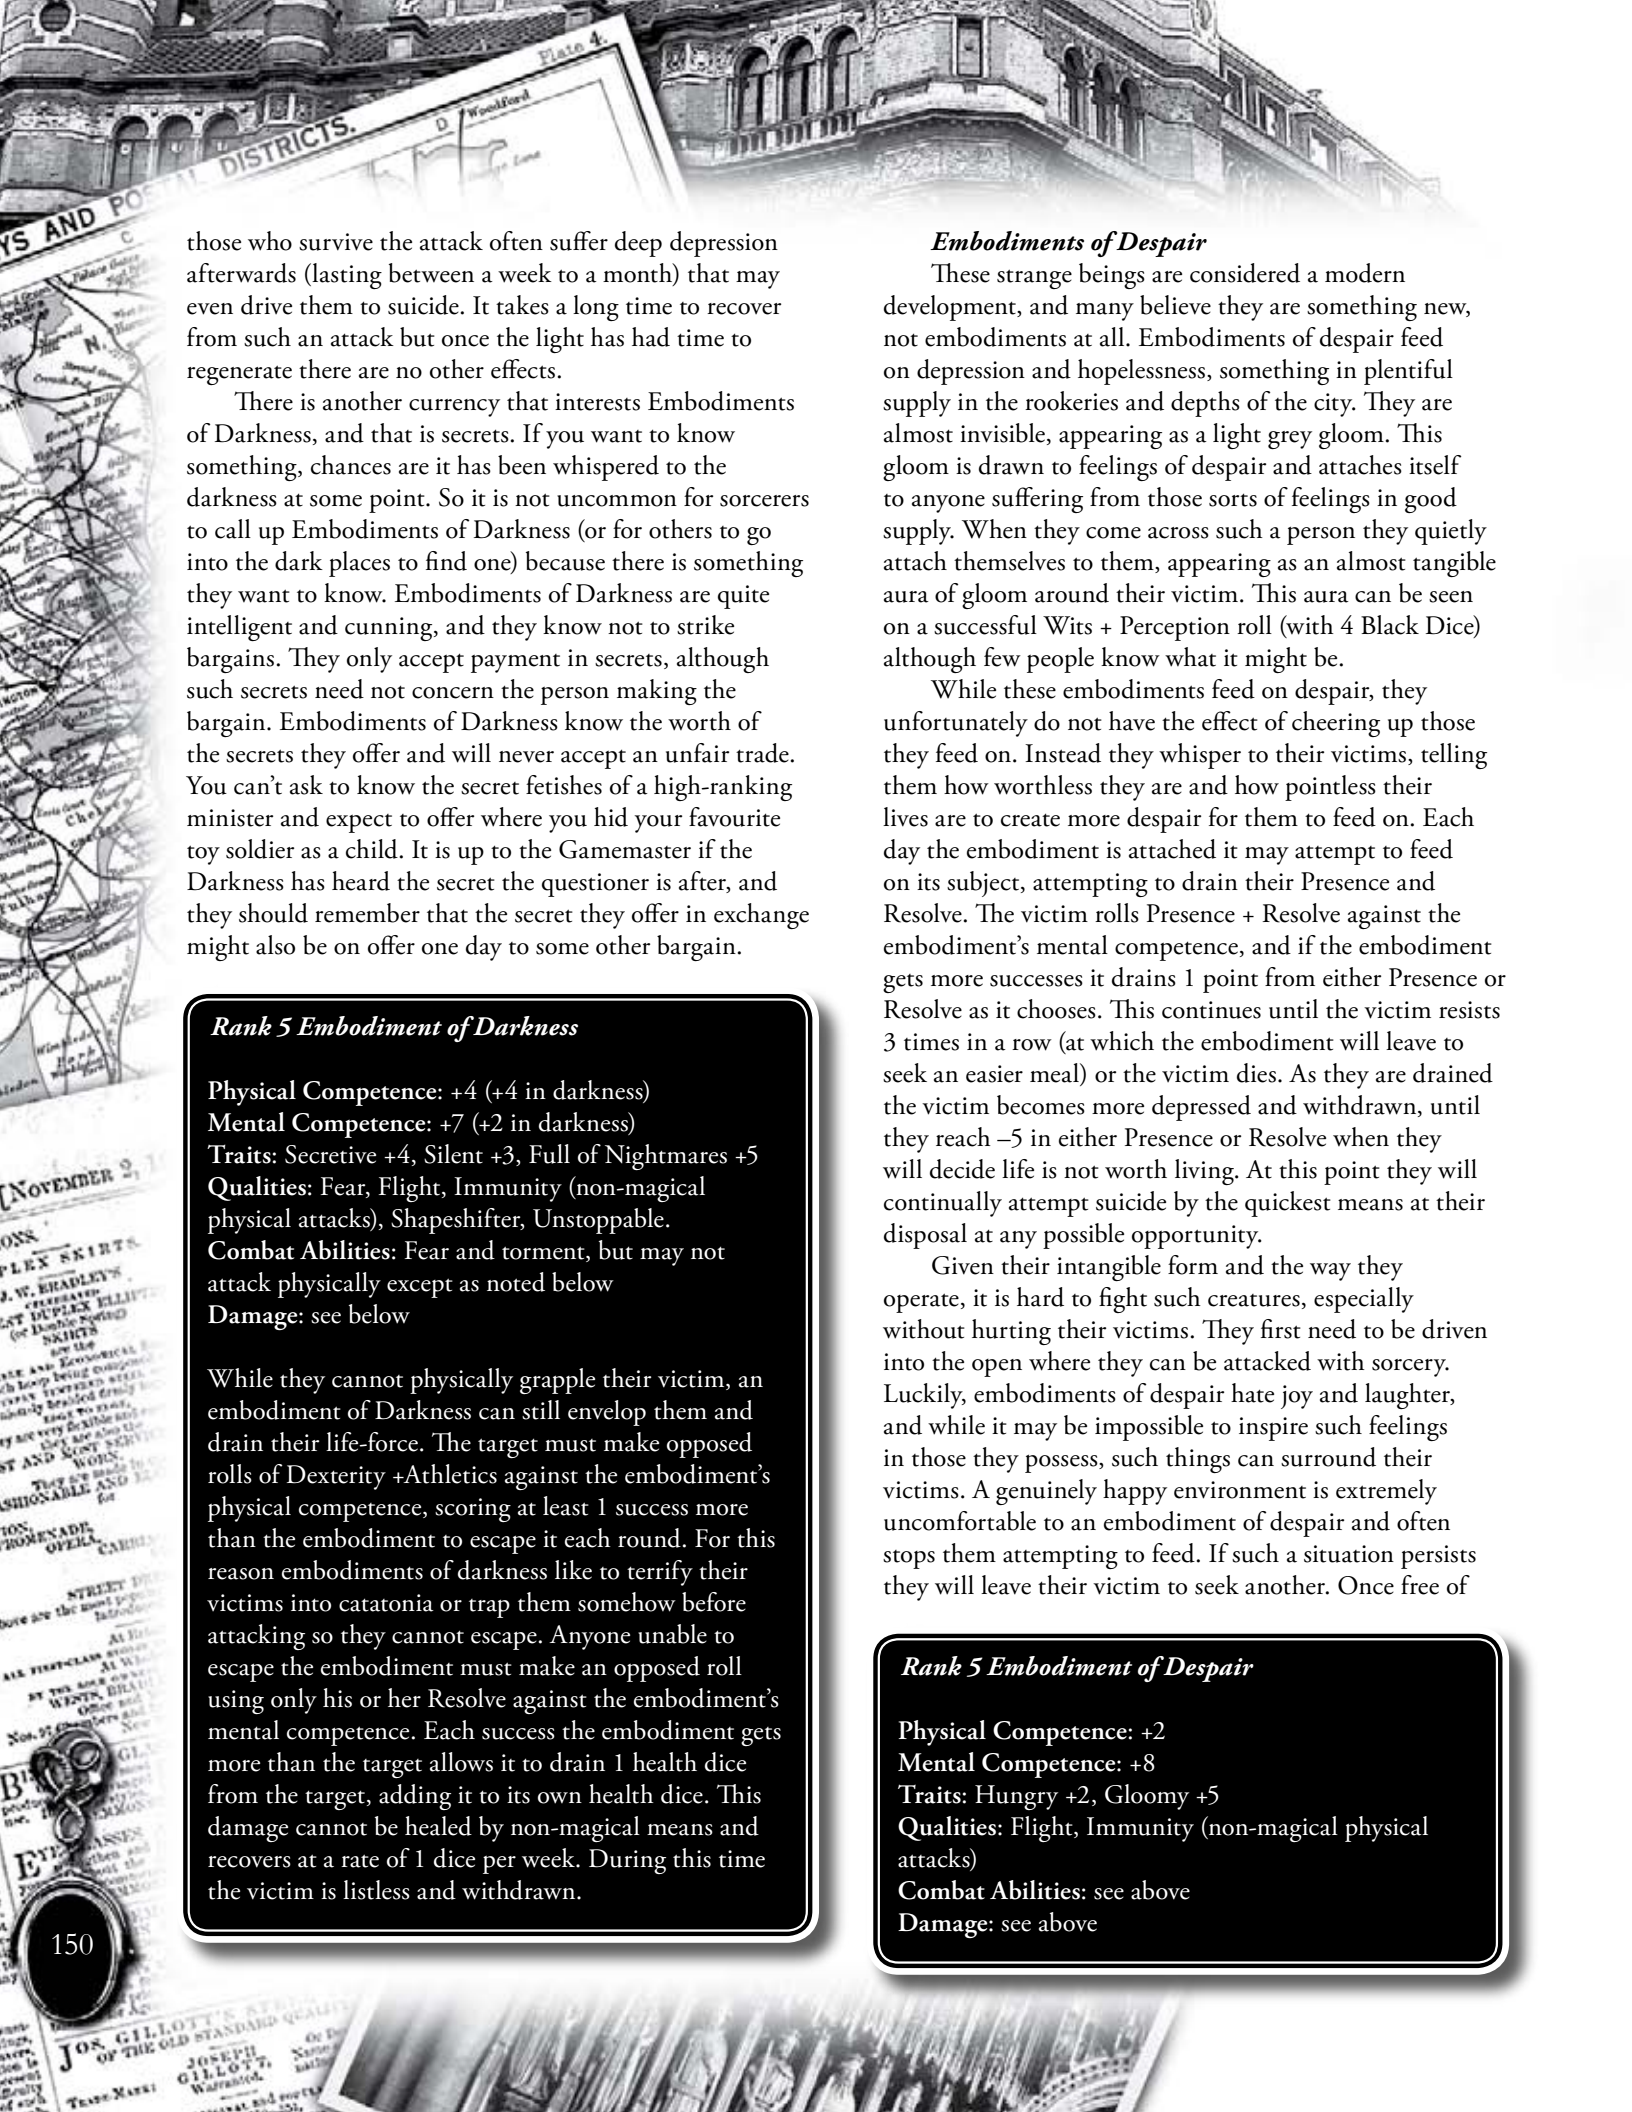 Plate 4.
D
Woodford
YS AND POSTAL DISTRICTS.
C
N.
those who survive the attack often suffer deep depression
afterwards (lasting between a week to a month) that may
even drive them to suicide. It takes a long time to recover
from such an attack but once the light has had time to
regenerate there are no other effects.
There is another currency that interests Embodiments
of Darkness, and that is secrets. If you want to know
something, chances are it has been whispered to the
darkness at some point. So it is not uncommon for sorcerers
to call up Embodiments of Darkness (or for others to go
into the dark places to find one) because there is something
they want to know. Embodiments of Darkness are quite
intelligent and cunning, and they know not to strike
bargains. They only accept payment in secrets, although
such secrets need not concern the person making the
bargain. Embodiments of Darkness know the worth of
the secrets they offer and will never accept an unfair trade.
You can’t ask to know the secret fetishes of a high-ranking
minister and expect to offer where you hid your favourite
toy soldier as a child. It is up to the Gamemaster if the
Darkness has heard the secret the questioner is after, and
they should remember that the secret they offer in exchange
might also be on offer one day to some other bargain.
Rank 5 Embodiment of Darkness
Physical Competence: +4 (+4 in darkness)
Mental Competence: +7 (+2 in darkness)
Traits: Secretive +4, Silent +3, Full of Nightmares +5
Qualities: Fear, Flight, Immunity (non-magical
physical attacks), Shapeshifter, Unstoppable.
Combat Abilities: Fear and torment, but may not
attack physically except as noted below
Damage: see below
While they cannot physically grapple their victim, an
embodiment of Darkness can still envelop them and
drain their life-force. The target must make opposed
rolls of Dexterity +Athletics against the embodiment’s
physical competence, scoring at least 1 success more
than the embodiment to escape it each round. For this
reason embodiments of darkness like to terrify their
victims into catatonia or trap them somehow before
attacking so they cannot escape. Anyone unable to
escape the embodiment must make an opposed roll
using only his or her Resolve against the embodiment’s
mental competence. Each success the embodiment gets
more than the target allows it to drain 1 health dice
from the target, adding it to its own health dice. This
damage cannot be healed by non-magical means and
recovers at a rate of 1 dice per week. During this time
the victim is listless and withdrawn.
Embodiments of Despair
These strange beings are considered a modern
development, and many believe they are something new,
not embodiments at all. Embodiments of despair feed
on depression and hopelessness, something in plentiful
supply in the rookeries and depths of the city. They are
almost invisible, appearing as a light grey gloom. This
gloom is drawn to feelings of despair and attaches itself
to anyone suffering from those sorts of feelings in good
supply. When they come across such a person they quietly
attach themselves to them, appearing as an almost tangible
aura of gloom around their victim. This aura can be seen
on a successful Wits + Perception roll (with 4 Black Dice)
although few people know what it might be.
While these embodiments feed on despair, they
unfortunately do not have the effect of cheering up those
they feed on. Instead they whisper to their victims, telling
them how worthless they are and how pointless their
lives are to create more despair for them to feed on. Each
day the embodiment is attached it may attempt to feed
on its subject, attempting to drain their Presence and
Resolve. The victim rolls Presence + Resolve against the
embodiment’s mental competence, and if the embodiment
gets more successes it drains 1 point from either Presence or
Resolve as it chooses. This continues until the victim resists
3 times in a row (at which the embodiment will leave to
seek an easier meal) or the victim dies. As they are drained
the victim becomes more depressed and withdrawn, until
they reach –5 in either Presence or Resolve when they
will decide life is not worth living. At this point they will
continually attempt suicide by the quickest means at their
disposal at any possible opportunity.
Given their intangible form and the way they
operate, it is hard to fight such creatures, especially
without hurting their victims. They first need to be driven
into the open where they can be attacked with sorcery.
Luckily, embodiments of despair hate joy and laughter,
and while it may be impossible to inspire such feelings
in those they possess, such things can surround their
victims. A genuinely happy environment is extremely
uncomfortable to an embodiment of despair and often
stops them attempting to feed. If such a situation persists
they will leave their victim to seek another. Once free of
Rank 5 Embodiment of Despair
Physical Competence: +2
Mental Competence: +8
Traits: Hungry +2, Gloomy +5
Qualities: Flight, Immunity (non-magical physical
attacks)
Combat Abilities: see above
Damage: see above
[NOVEMBER 2,
150
JOS. GILLOTT'S
OF THE OLD STANDARD
JOSEPH
GILLOTT,
Warranted.
TRADE MARK: